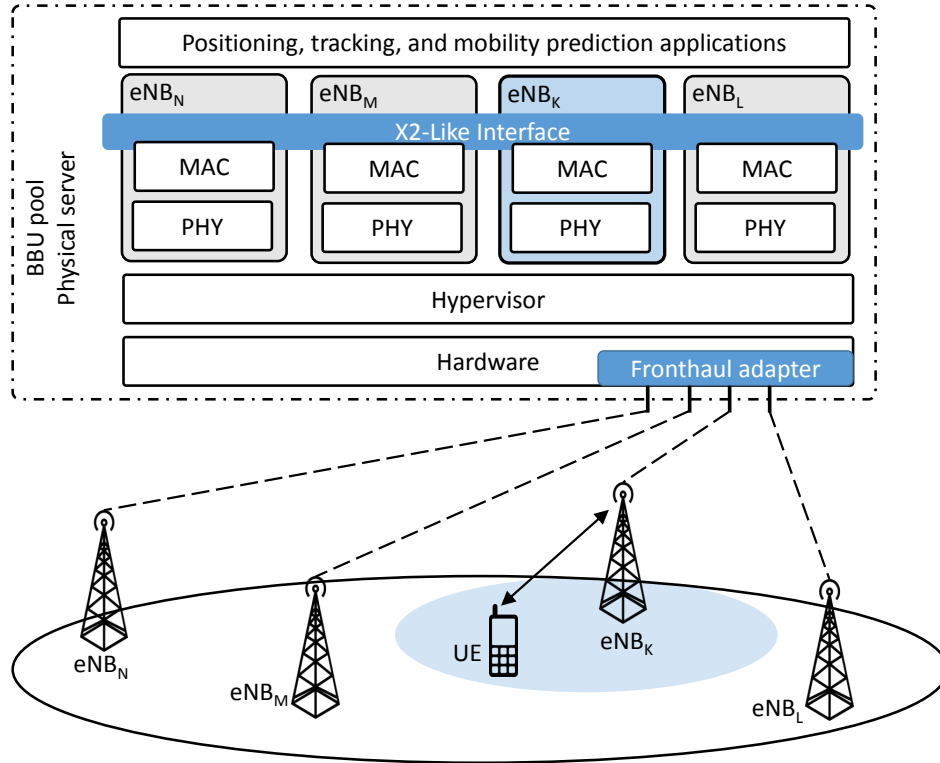 Positioning, tracking, and mobility prediction applications
eNB_N eNB_M eNB_K eNB_L
X2-Like Interface
MAC MAC MAC MAC
PHY PHY PHY PHY
BBU pool
Physical server
Hypervisor
Hardware
Fronthaul adapter
eNB_N
eNB_M
UE
eNB_K
eNB_L